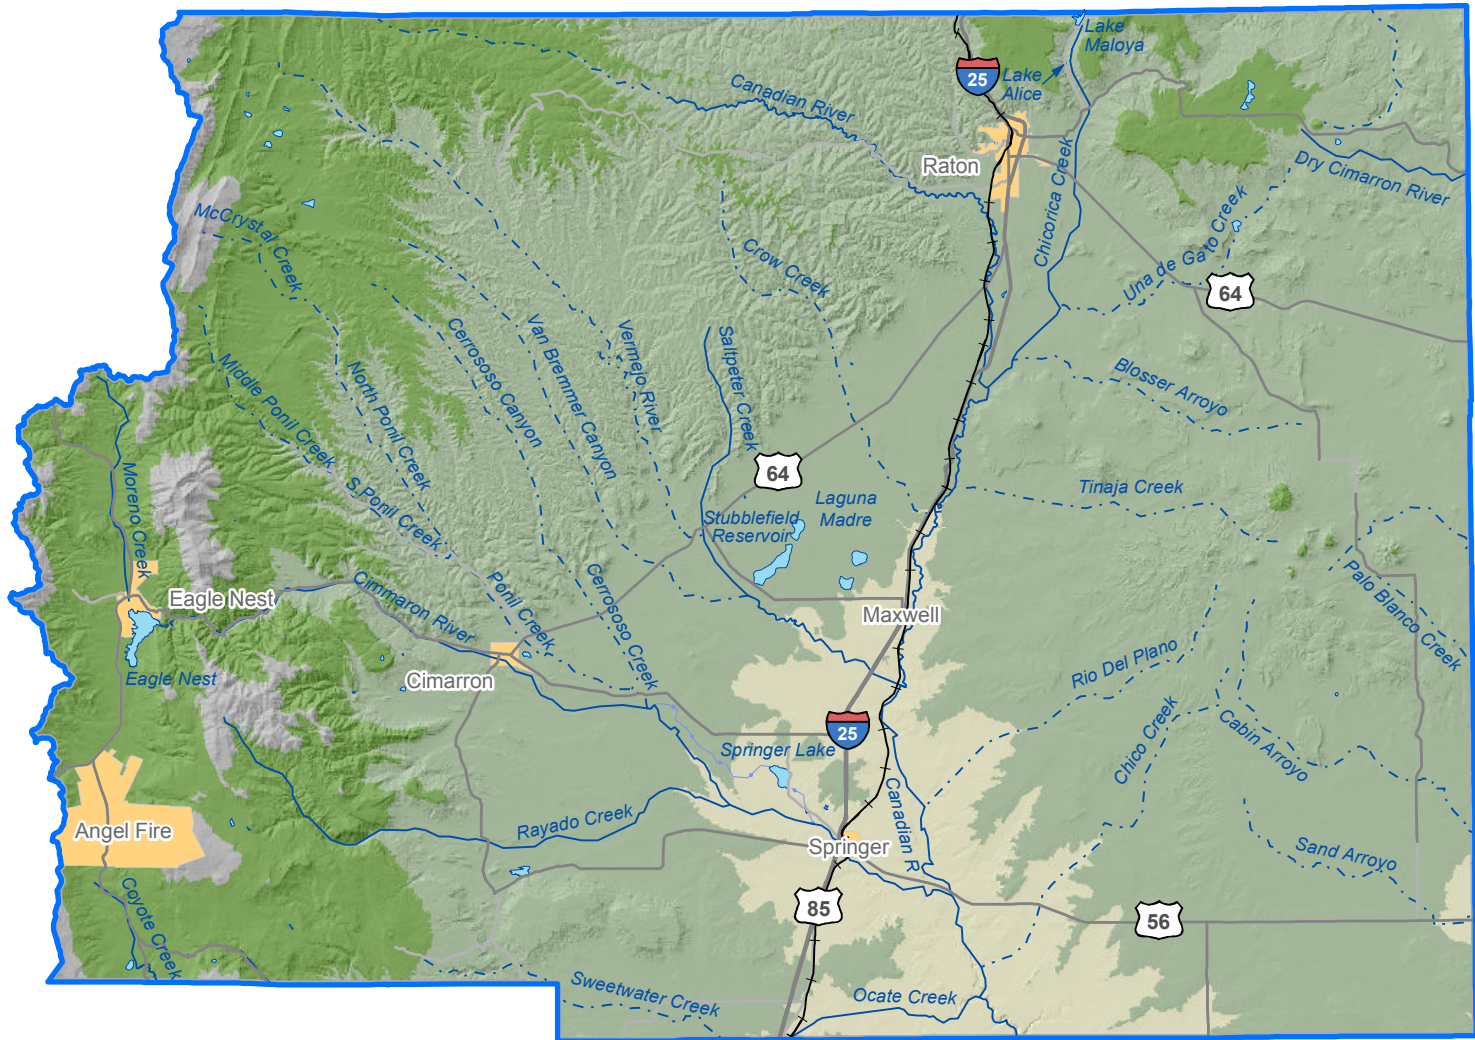 Lake
Maloya
25
Lake
Alice
Canadian River
Raton
Chicorica Creek
Dry Cimarron River
McCrystal Creek
Crow Creek
Una de Gato Creek
64
Cerrososo Canyon
Van Bremmer Canyon
Vermejo River
Saltpeter Creek
Middle Ponil Creek
North Ponil Creek
Blosser Arroyo
Moreno Creek
S.Ponil Creek
64
Laguna
Madre
Stubblefield
Reservoir
Tinaja Creek
Eagle Nest
Cimmaron River
Ponil Creek
Cerrososo Creek
Maxwell
Palo Blanco Creek
Eagle Nest
Cimarron
Rio Del Plano
25
Springer Lake
Chico Creek
Cabin Arroyo
Angel Fire
Rayado Creek
Canadian R
Springer
Sand Arroyo
Coyote Creek
85
56
Sweetwater Creek
Ocate Creek